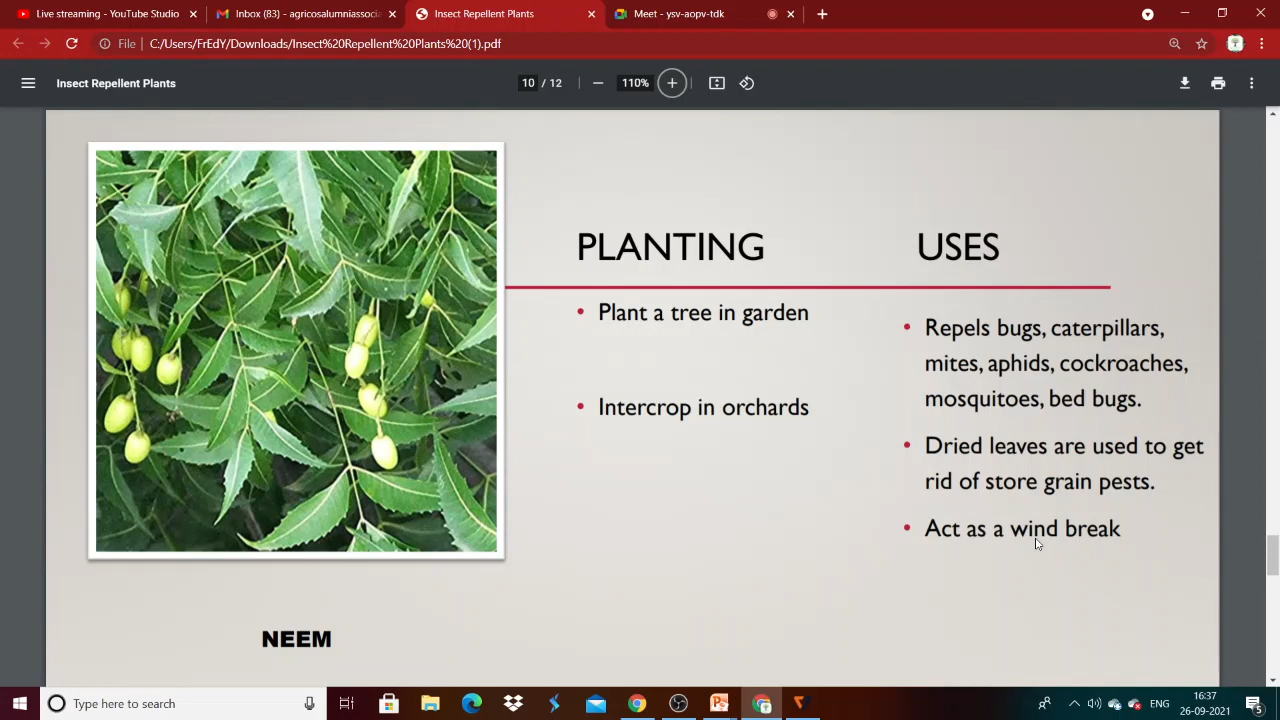 Live streaming - YouTube Studio
Inbox (83) - agricosalumniassocia
Insect Repellent Plants
Meet - ysv-aopv-tdk
File
C:/Users/FrEdY/Downloads/Insect%20Repellent%20Plants%20(1).pdf
Insect Repellent Plants
10 / 12
110%
PLANTING
USES
• Plant a tree in garden
• Intercrop in orchards
• Repels bugs, caterpillars,
mites, aphids, cockroaches,
mosquitoes, bed bugs.
• Dried leaves are used to get
rid of store grain pests.
• Act as a wind break
NEEM
Type here to search
ENG
16:37
26-09-2021
5